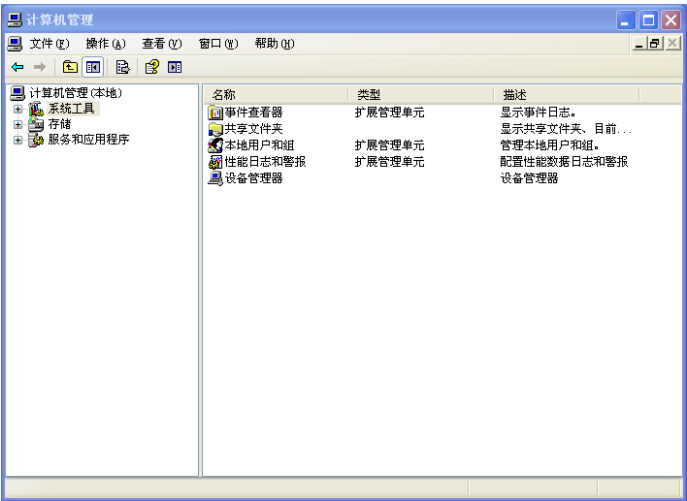 计算机管理
文件(F) 操作(A) 查看(V) 窗口(W) 帮助(H)
计算机管理(本地)
系统工具
存储
服务和应用程序
名称 类型 描述
事件查看器 扩展管理单元 显示事件日志。
共享文件夹 显示共享文件夹、目前...
本地用户和组 扩展管理单元 管理本地用户和组。
性能日志和警报 扩展管理单元 配置性能数据日志和警报
设备管理器 设备管理器